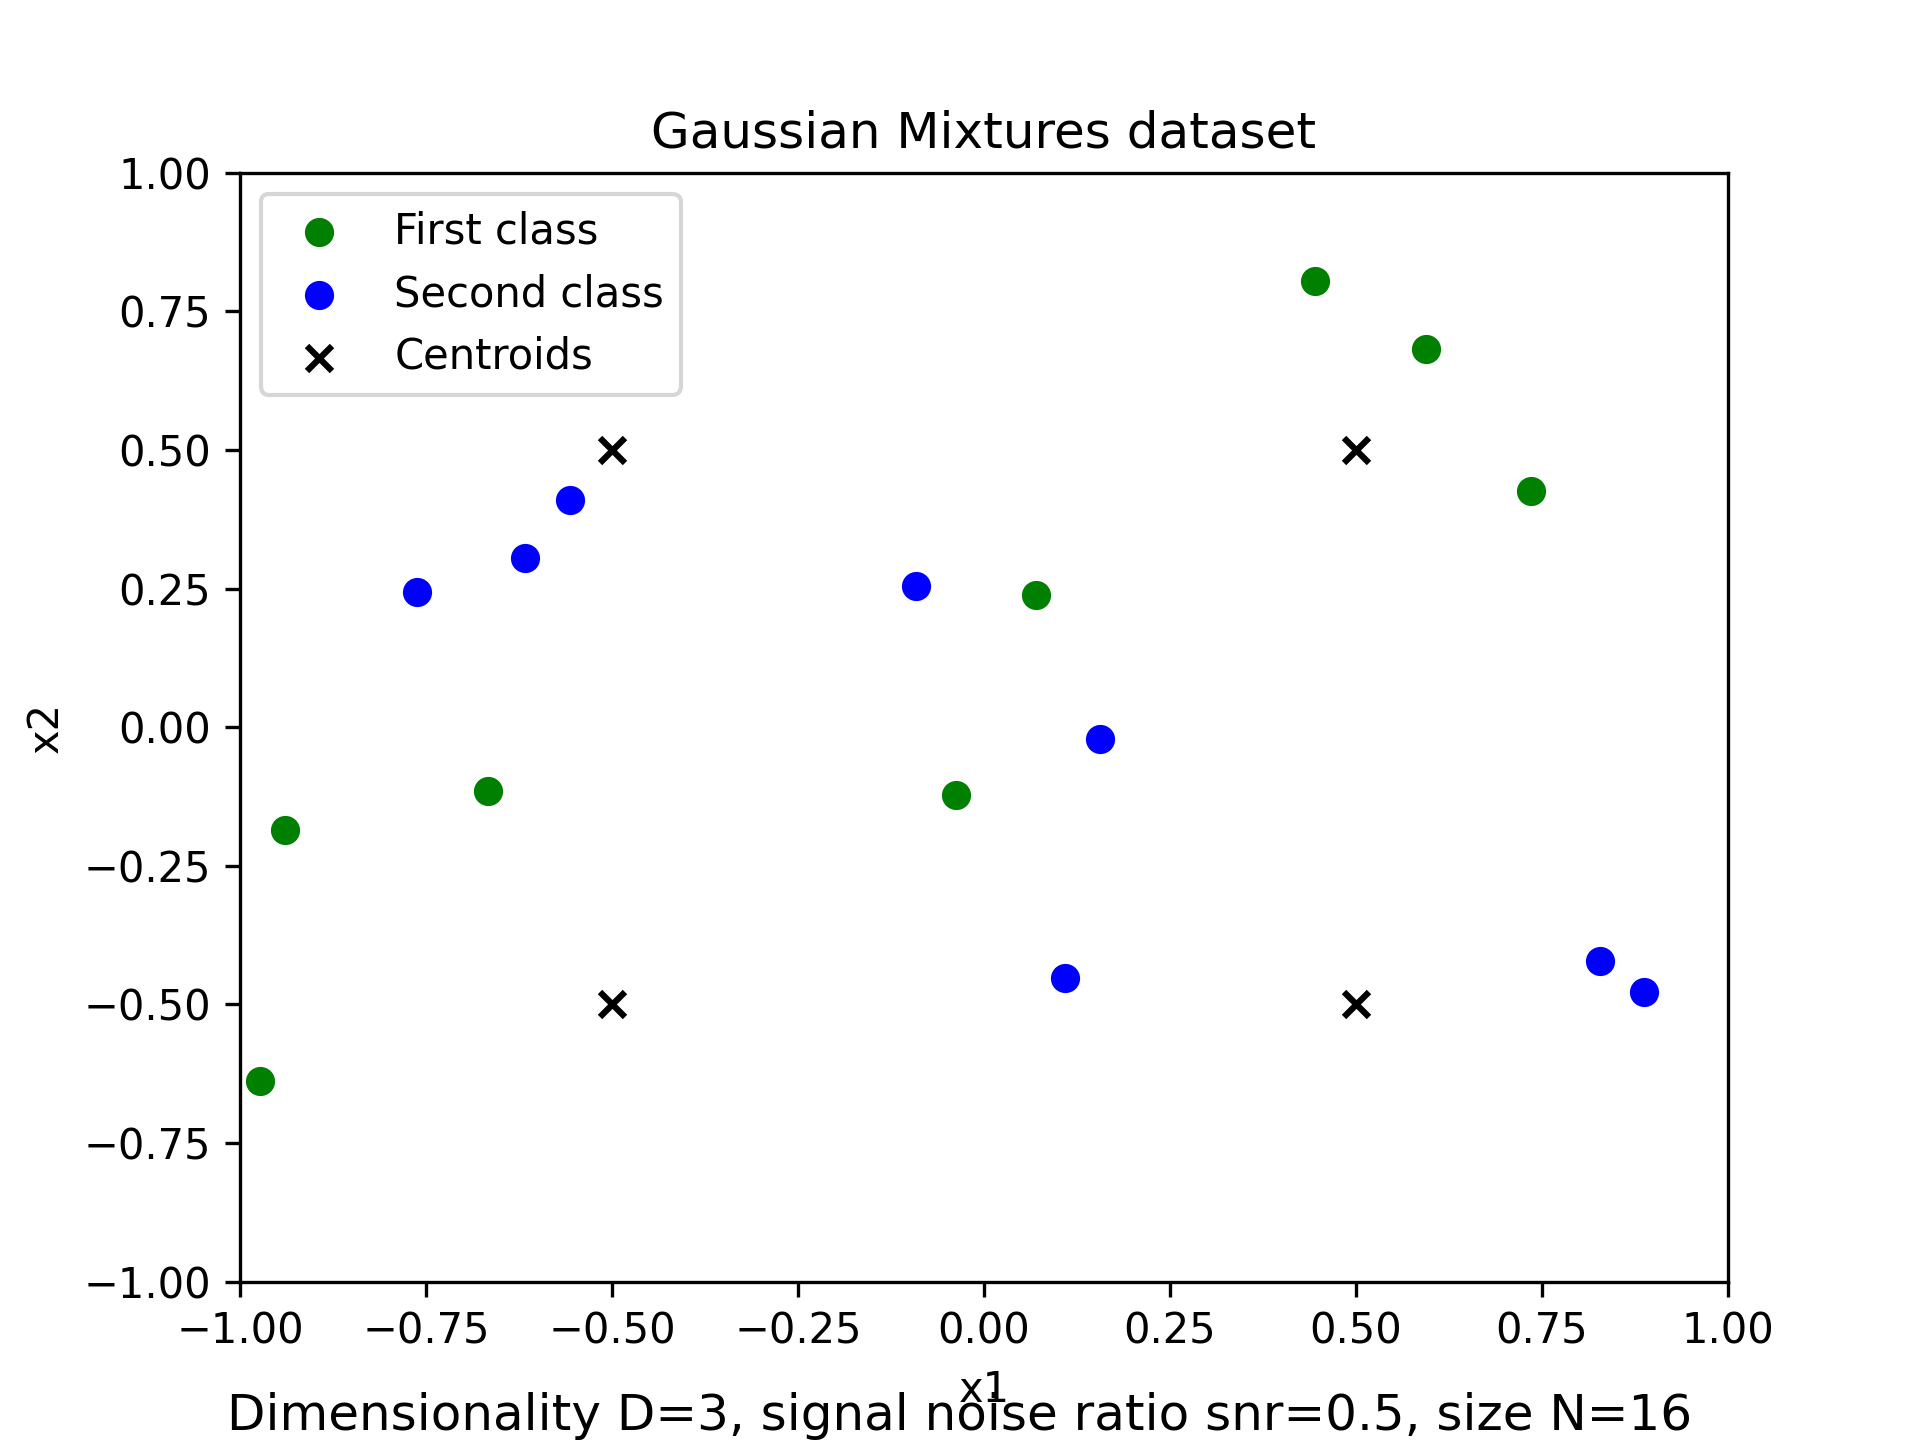 Gaussian Mixtures dataset
1.00
0.75
0.50
0.25
0.00
−0.25
−0.50
−0.75
−1.00
First class
Second class
Centroids
x2
−1.00 −0.75 −0.50 −0.25 0.00 0.25 0.50 0.75 1.00
x1
Dimensionality D=3, signal noise ratio snr=0.5, size N=16